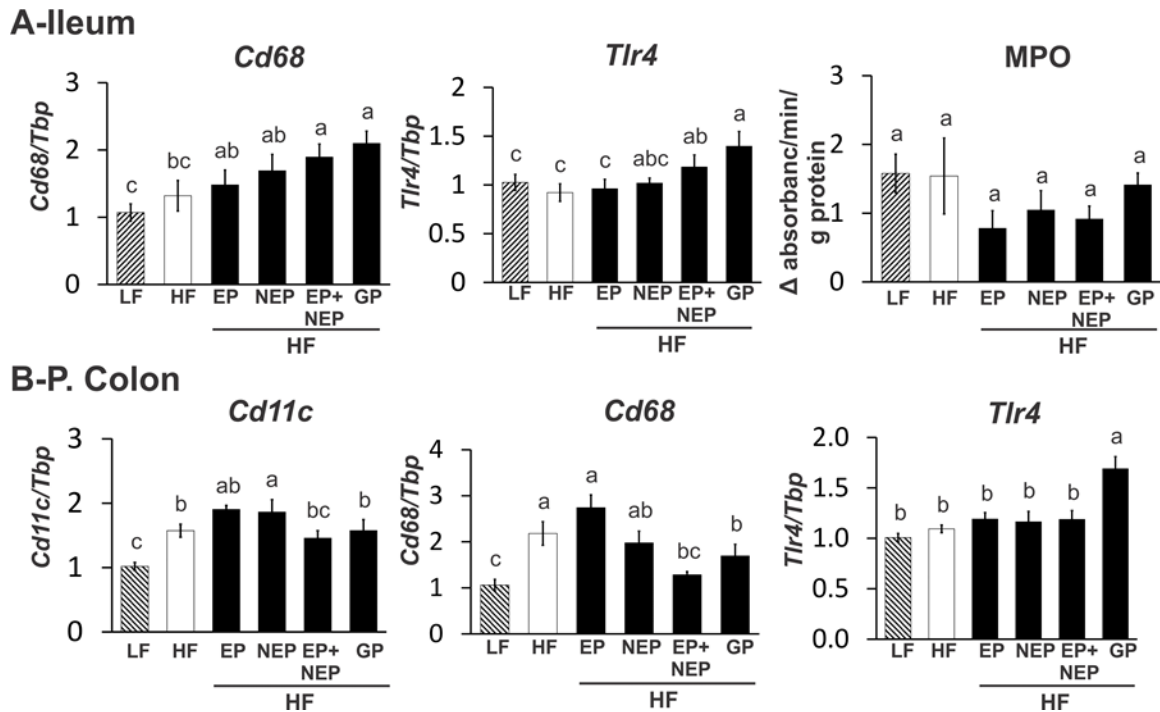 A-Ileum
Cd68
Cd68/Tbp
3
2
1
0
c
bc
ab
ab
a
a
LF
HF
EP
NEP
EP+
NEP
GP
HF
Tlr4
Tlr4/Tbp
2
1.5
1
0.5
0
c
c
c
abc
ab
a
LF
HF
EP
NEP
EP+
NEP
GP
HF
MPO
Δ absorbanc/min/
g protein
3
2
1
0
a
a
a
a
a
a
LF
HF
EP
NEP
EP+
NEP
GP
HF
B-P. Colon
Cd11c
Cd11c/Tbp
3
2
1
0
c
b
ab
a
bc
b
LF
HF
EP
NEP
EP+
NEP
GP
HF
Cd68
Cd68/Tbp
4
3
2
1
0
c
a
a
ab
bc
b
LF
HF
EP
NEP
EP+
NEP
GP
HF
Tlr4
Tlr4/Tbp
2.0
1.5
1.0
0.5
0.0
b
b
b
b
b
a
LF
HF
EP
NEP
EP+
NEP
GP
HF